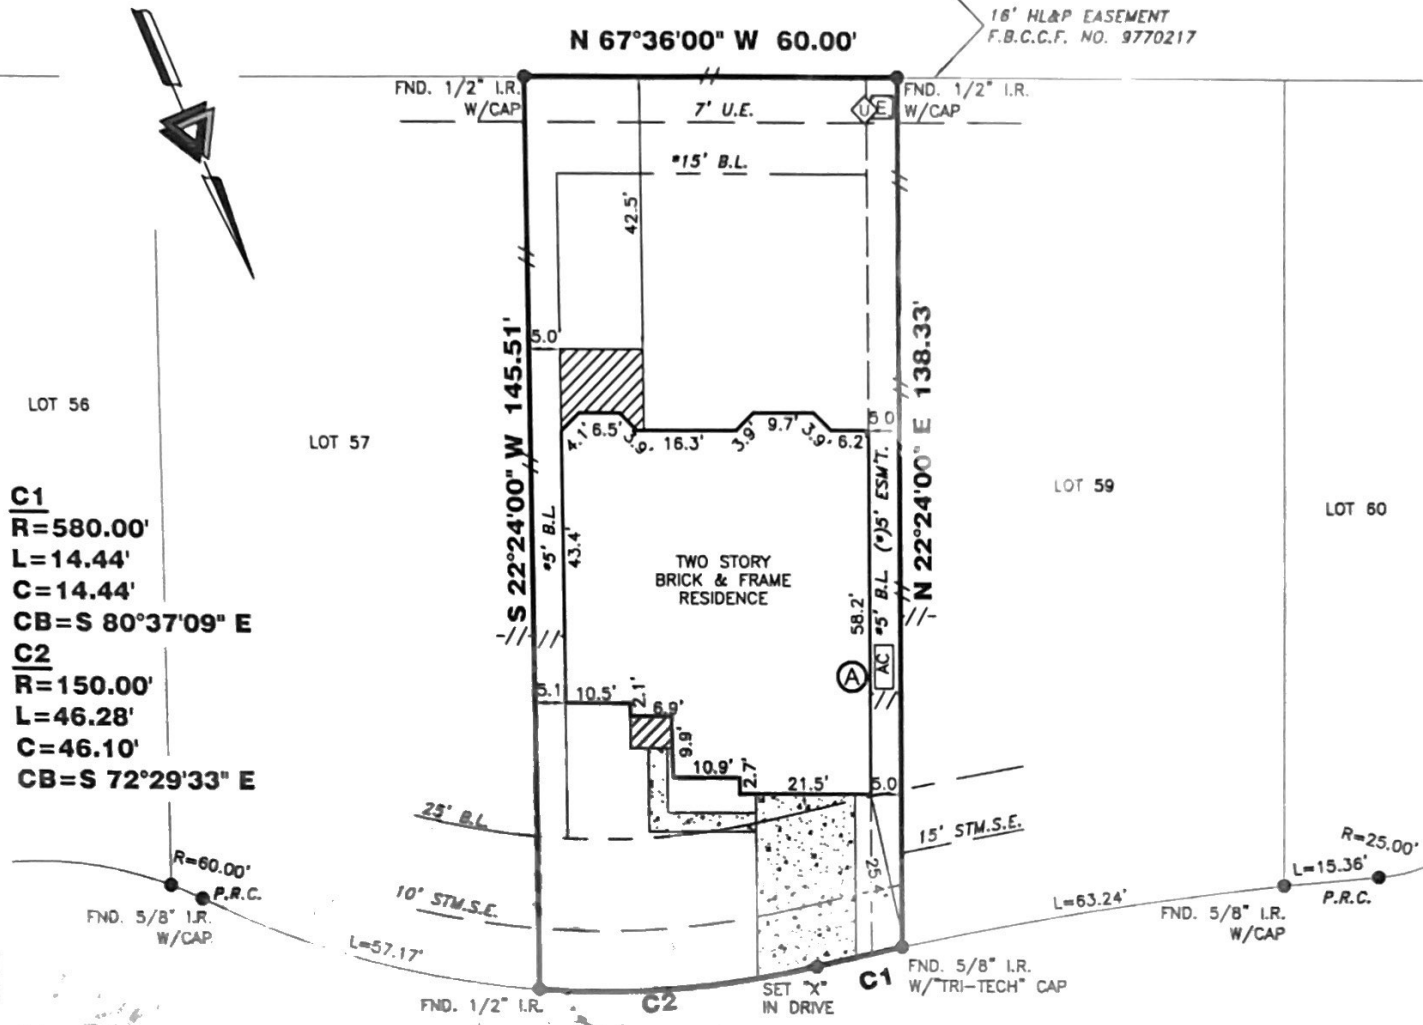 16' HL&P EASEMENT
F.B.C.C.F. NO. 9770217
N 67°36'00" W 60.00'
FND. 1/2" I.R.
W/CAP
FND. 1/2" I.R.
W/CAP
7' U.E.
U
E
*15' B.L.
42.5'
5.0'
S 22°24'00" W 145.51'
N 22°24'00" E 138.33'
LOT 56
LOT 57
LOT 59
LOT 60
4.1'
6.5'
3.9'
16.3'
3.9'
9.7'
3.9'
6.2'
5.0
*5' B.L.
43.4'
TWO STORY
BRICK & FRAME
RESIDENCE
58.2'
*5' B.L. (*)5' ESM'T.
A
AC
C1
R=580.00'
L=14.44'
C=14.44'
CB=S 80°37'09" E
C2
R=150.00'
L=46.28'
C=46.10'
CB=S 72°29'33" E
5.1
10.5'
2.1'
6.9'
9.9'
10.9'
2.7'
21.5'
5.0
25' B.L.
15' STM.S.E.
10' STM.S.E.
25.4'
R=60.00'
P.R.C.
FND. 5/8" I.R.
W/CAP
L=57.17'
FND. 1/2" I.R.
C2
SET "X"
IN DRIVE
C1
FND. 5/8" I.R.
W/"TRI-TECH" CAP
L=63.24'
FND. 5/8" I.R.
W/CAP
L=15.36'
R=25.00'
P.R.C.